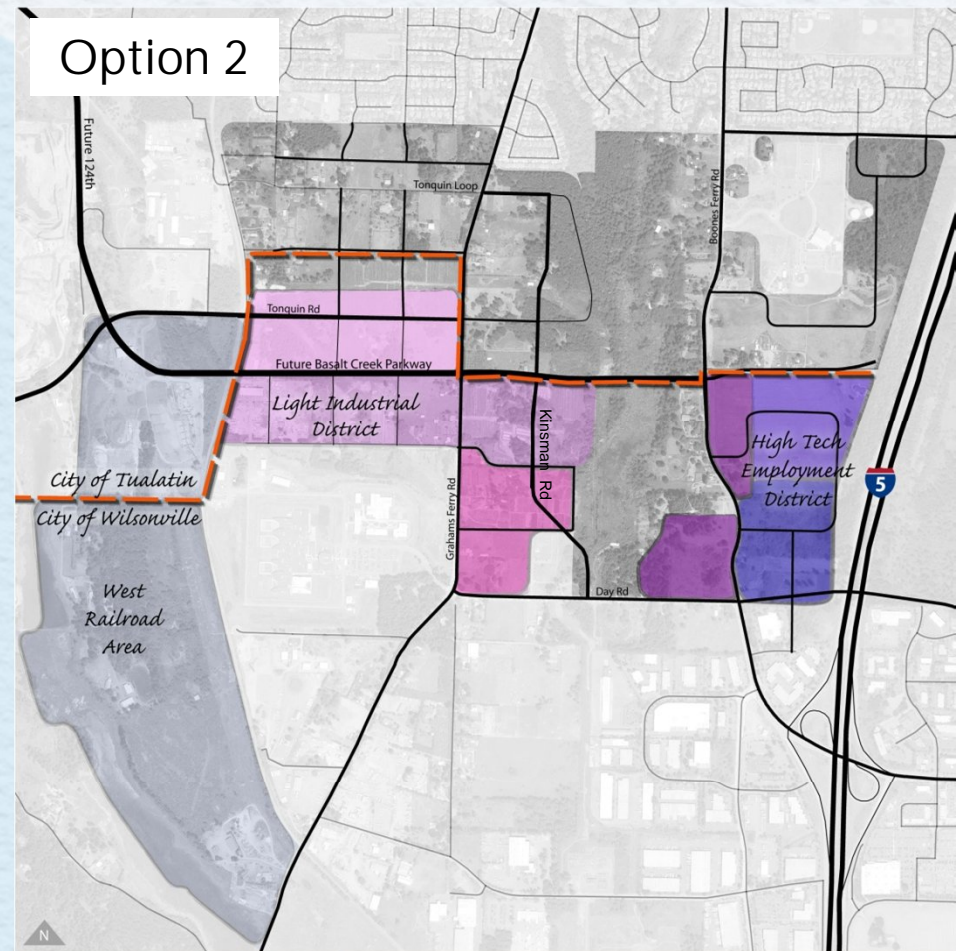 Option 2
Future 124th
Tonquin Loop
Boones Ferry Rd
Tonquin Rd
Future Basalt Creek Parkway
Light Industrial
District
Kinsman Rd
High Tech
Employment
District
5
City of Tualatin
City of Wilsonville
Grahams Ferry Rd
West
Railroad
Area
Day Rd
N